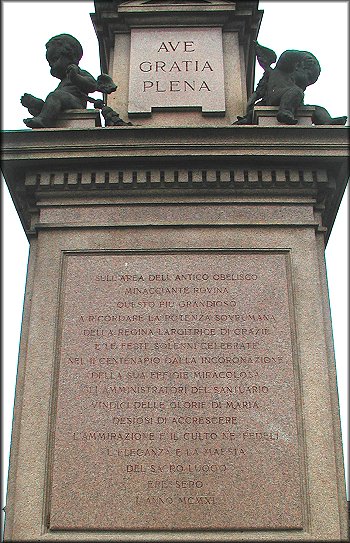 AVE
GRATIA
PLENA
SULL'AREA DELL'ANTICO OBELISCO
MINACCIANTE ROVINA
QUESTO PIÙ GRANDIOSO
A RICORDARE LA POTENZA SOVRUMANA
DELLA REGINA LARGITRICE DI GRAZIE
E LE FESTE SOLENNI CELEBRATE
NEL II CENTENARIO DALLA INCORONAZIONE
DELLA SUA EFFIGIE MIRACOLOSA
GLI AMMINISTRATORI DEL SANTUARIO
VINDICI DELLE GLORIE DI MARIA
DESIOSI DI ACCRESCERE
L'AMMIRAZIONE E IL CULTO NE' FEDELI
L'ELEGANZA E LA MAESTÀ
DEL SACRO LUOGO
ERESSERO
L'ANNO MCMXI